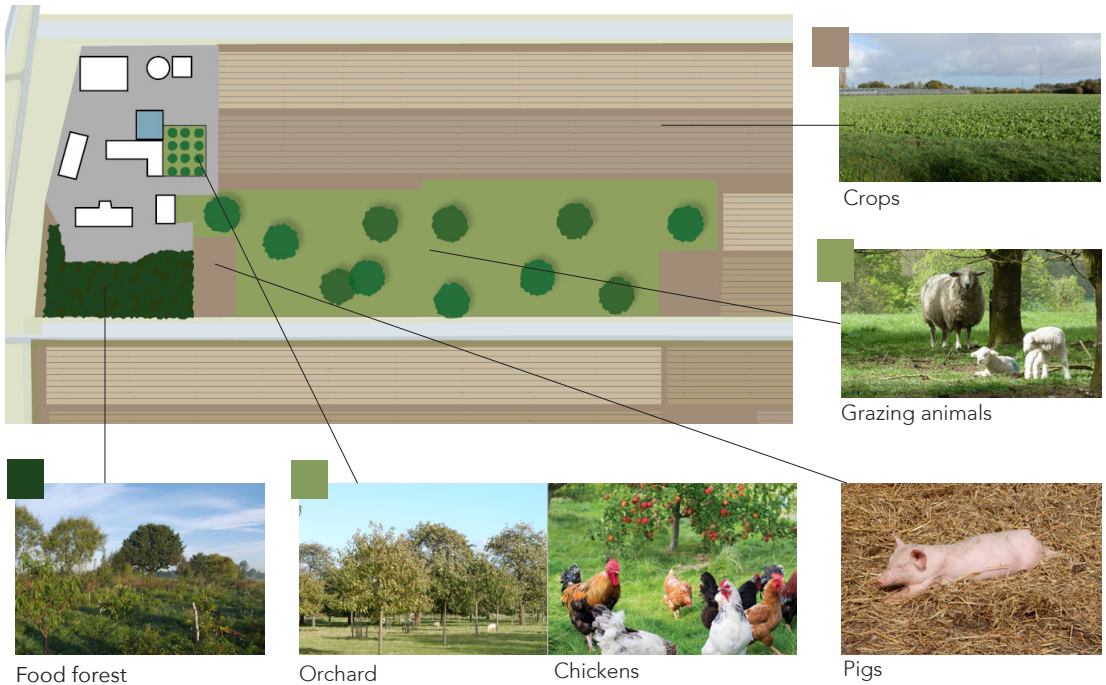 Crops
Grazing animals
Food forest
Orchard
Chickens
Pigs